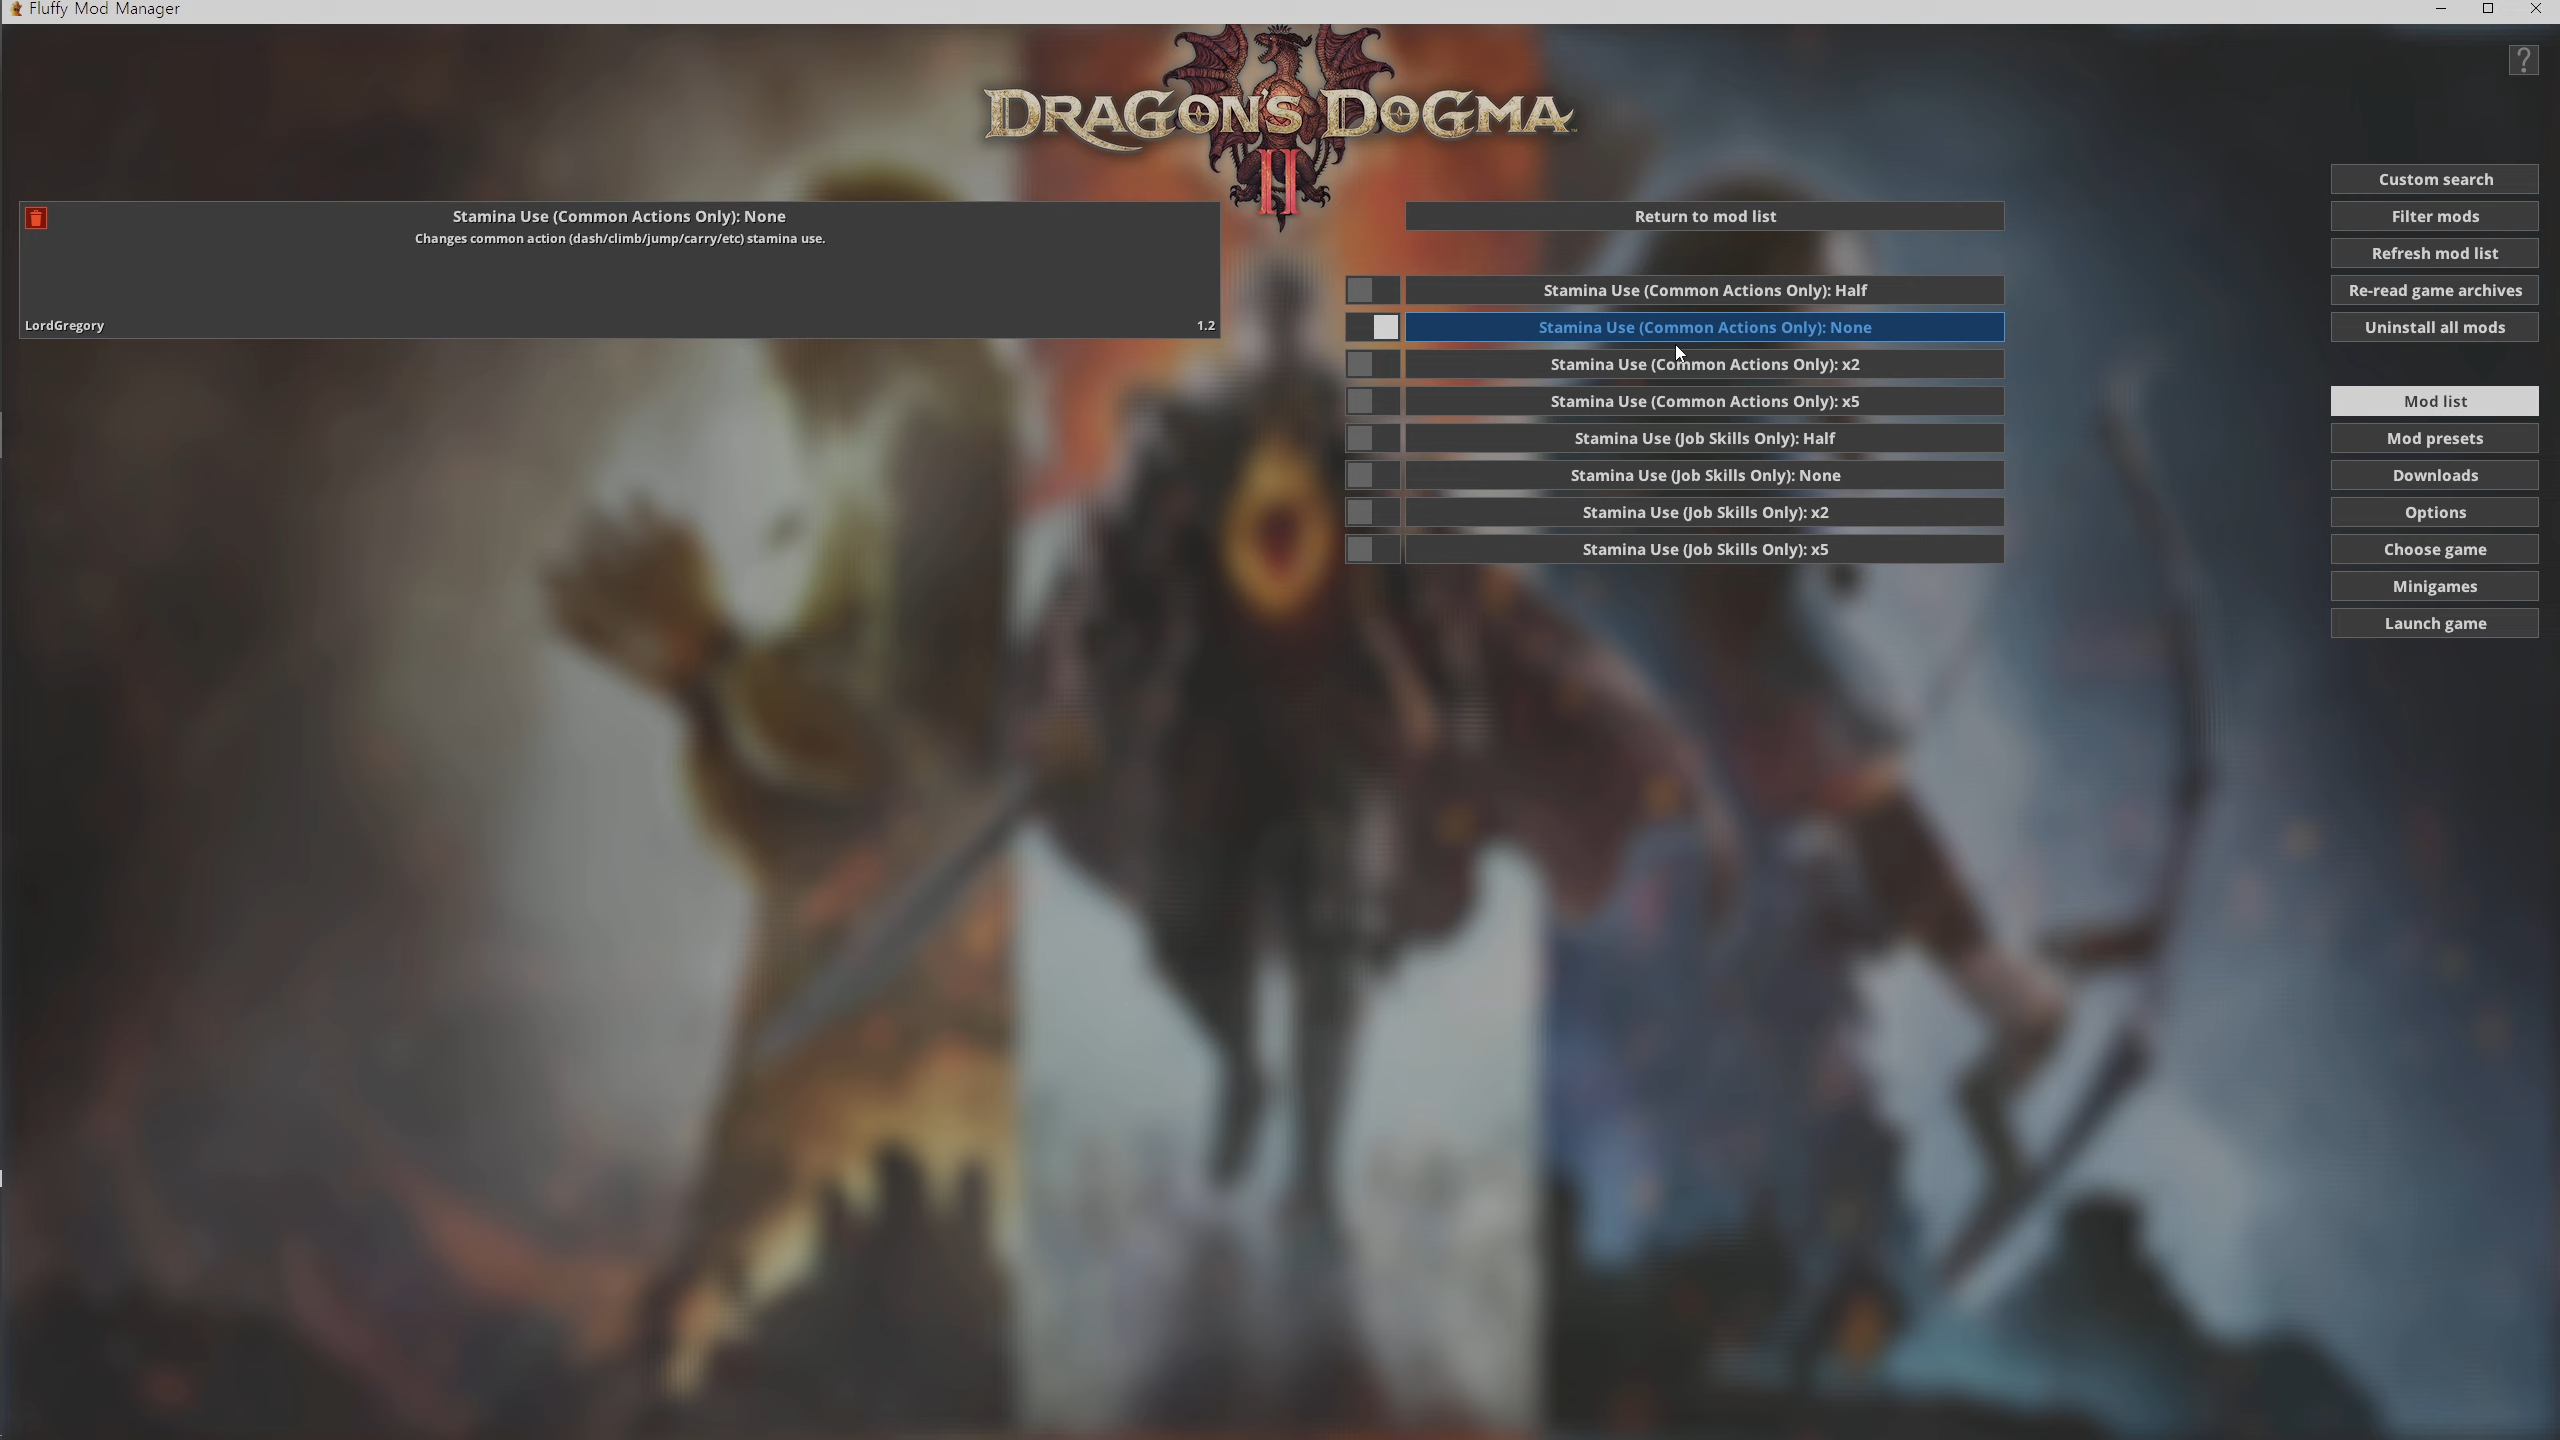 Fluffy Mod Manager
?
DRAGON'S DOGMA
II
Custom search
Filter mods
Refresh mod list
Re-read game archives
Uninstall all mods
Stamina Use (Common Actions Only): None
Changes common action (dash/climb/jump/carry/etc) stamina use.
LordGregory
1.2
Return to mod list
Stamina Use (Common Actions Only): Half
Stamina Use (Common Actions Only): None
Stamina Use (Common Actions Only): x2
Stamina Use (Common Actions Only): x5
Stamina Use (Job Skills Only): Half
Stamina Use (Job Skills Only): None
Stamina Use (Job Skills Only): x2
Stamina Use (Job Skills Only): x5
Mod list
Mod presets
Downloads
Options
Choose game
Minigames
Launch game